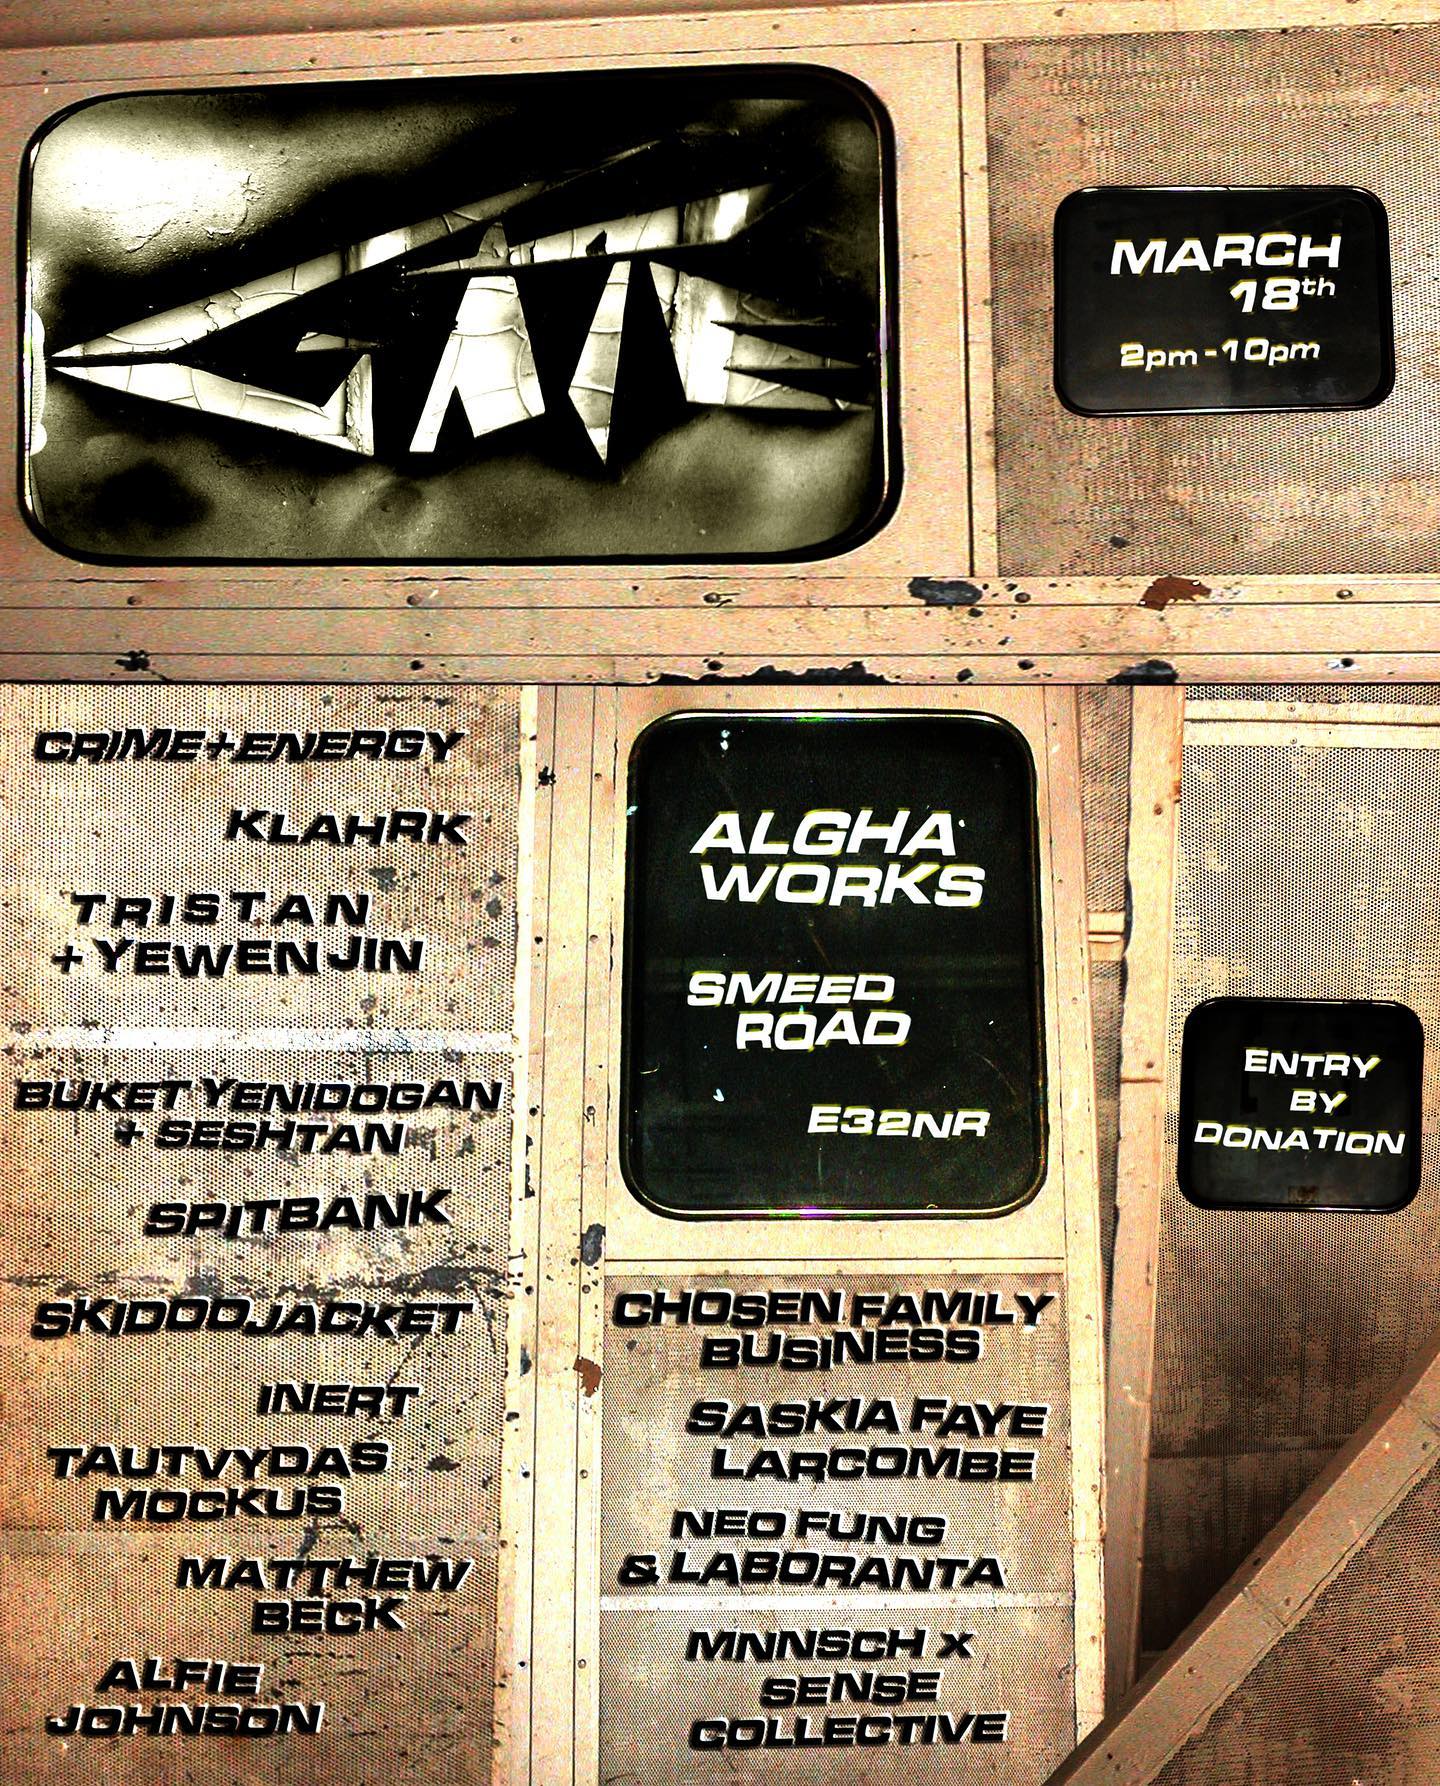 GATE
MARCH
18th
2pm - 10pm
CRIME+ENERGY
KLAHRK
TRISTAN
+ YEWEN JIN
BUKET YENIDOGAN
+ SESHTAN
SPITBANK
SKIDOOJACKET
INERT
TAUTVYDAS
MOCKUS
MATTHEW
BECK
ALFIE
JOHNSON
ALGHA
WORKS
SMEED
ROAD
E32NR
CHOSEN FAMILY
BUSINESS
SASKIA FAYE
LARCOMBE
NEO FUNG
& LABORANTA
MNNSCH X
SENSE
COLLECTIVE
ENTRY
BY
DONATION